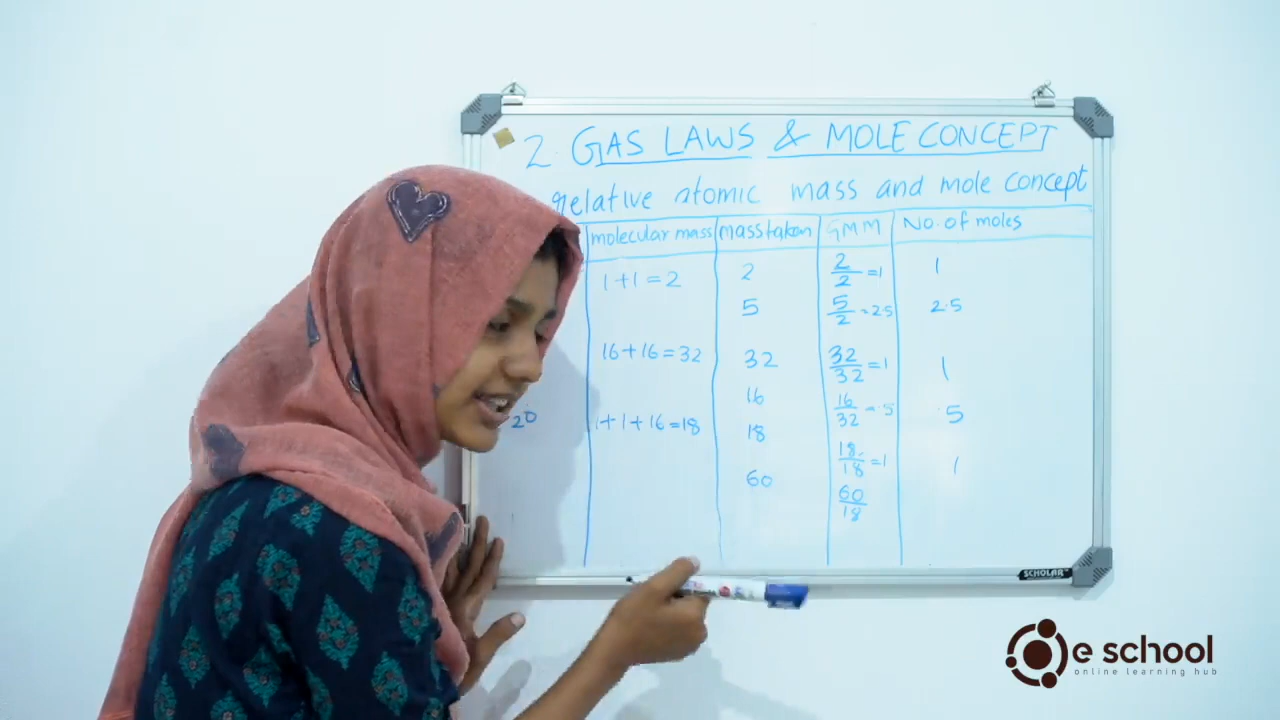 2. GAS LAWS & MOLE CONCEPT
relative atomic mass and mole concept
molecular mass mass taken GMM No. of moles
1+1=2 2 2/2=1 1
5 5/2=2.5 2.5
16+16=32 32 32/32=1 1
16 16/32=.5 .5
20 1+1+16=18 18 18/18=1 1
60 60/18
SCHOLAR
e school
online learning hub